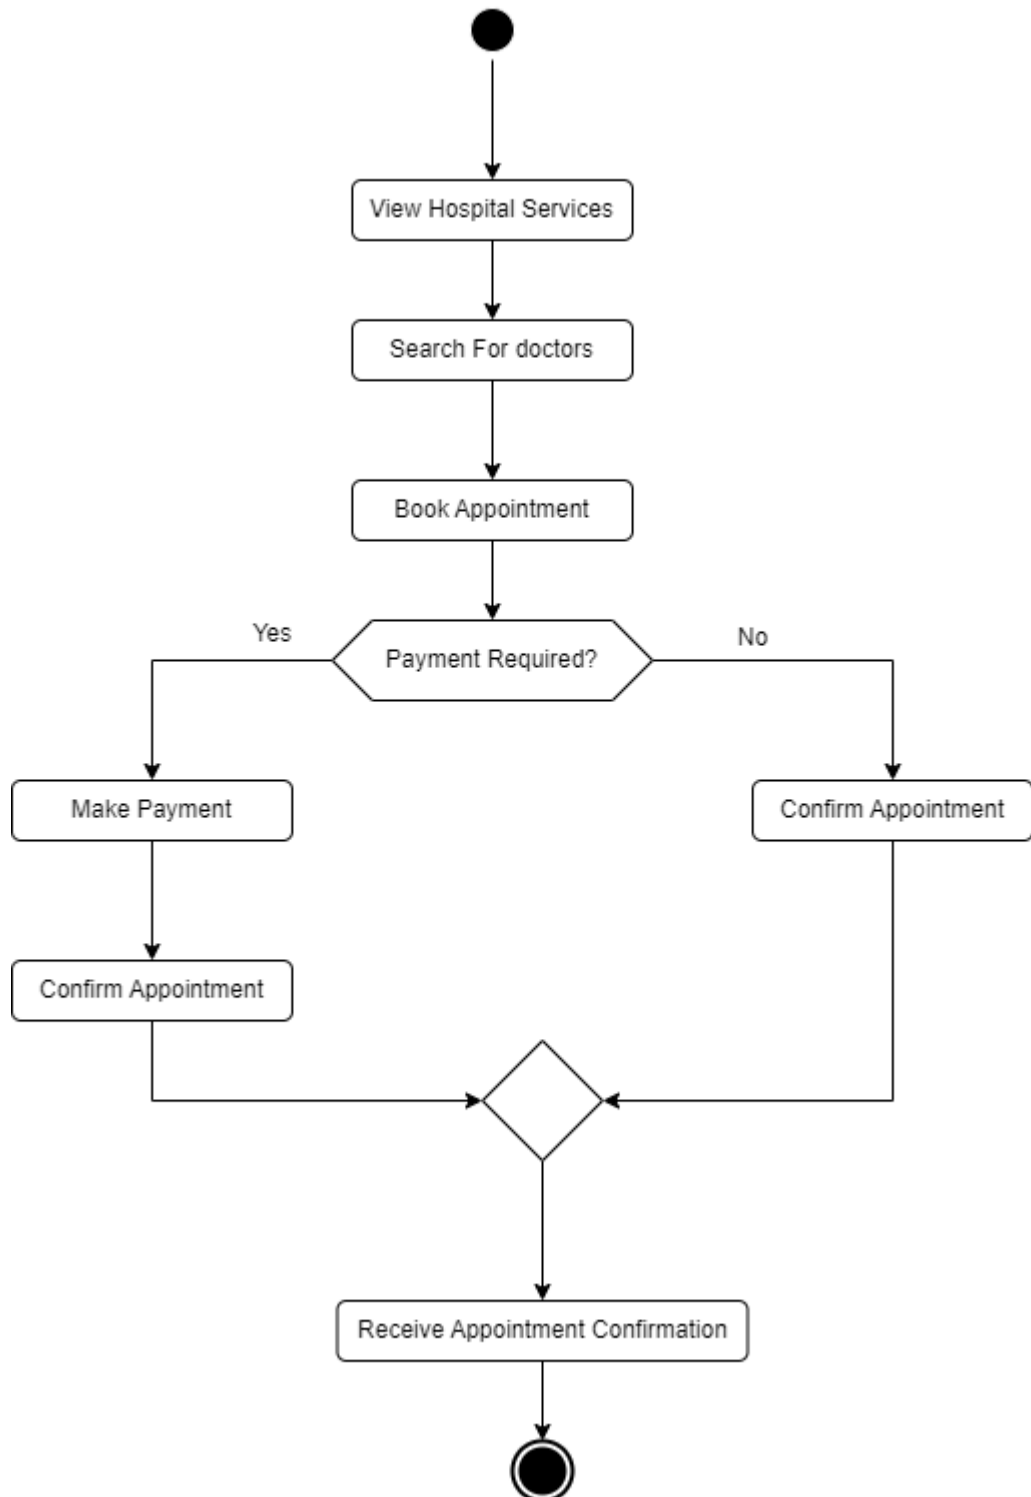 View Hospital Services
Search For doctors
Book Appointment
Yes
Payment Required?
No
Make Payment
Confirm Appointment
Confirm Appointment
Receive Appointment Confirmation